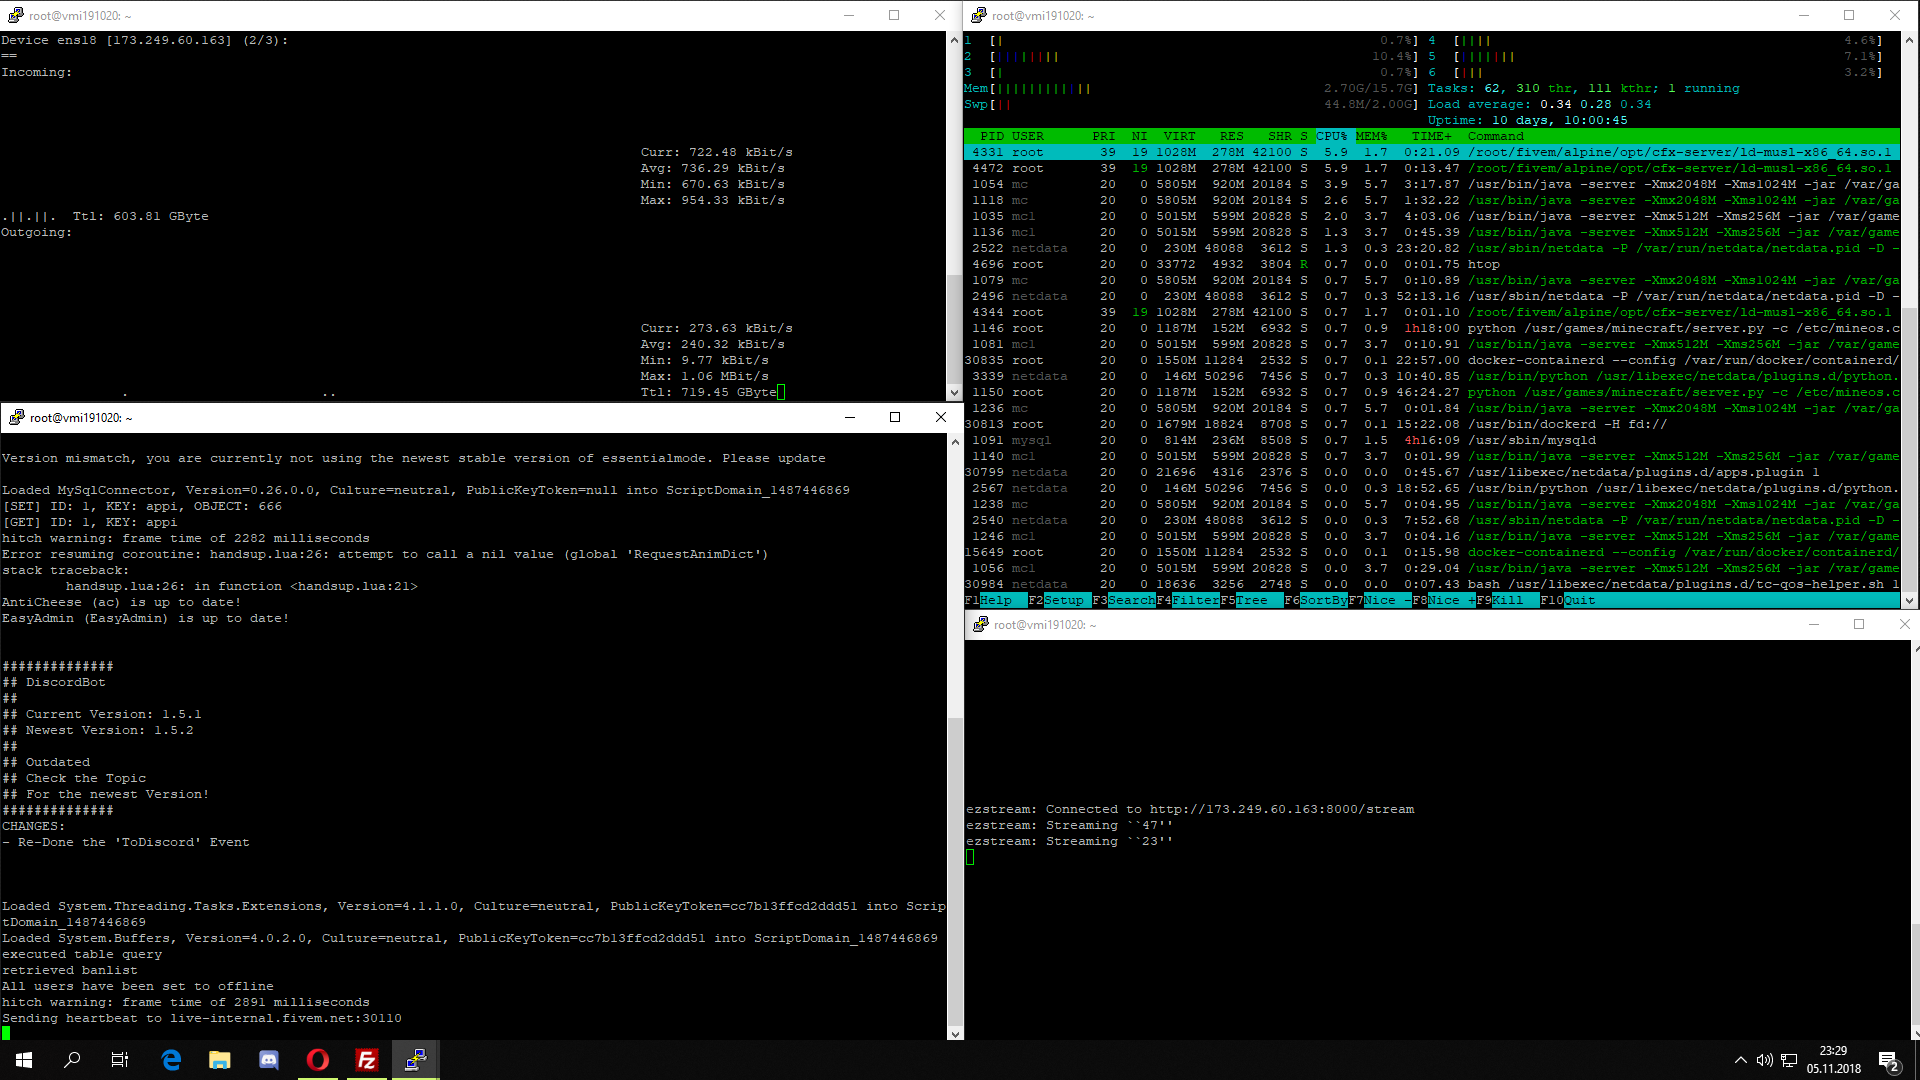 root@vmi191020: ~
Device ens18 [173.249.60.163] (2/3):
==
Incoming:
Curr: 722.48 kBit/s
Avg: 736.29 kBit/s
Min: 670.63 kBit/s
Max: 954.33 kBit/s
.||.||.  Ttl: 603.81 GByte
Outgoing:
Curr: 273.63 kBit/s
Avg: 240.32 kBit/s
Min: 9.77 kBit/s
Max: 1.06 MBit/s
.                         ..                                       Ttl: 719.45 GByte
root@vmi191020: ~
Version mismatch, you are currently not using the newest stable version of essentialmode. Please update
Loaded MySqlConnector, Version=0.26.0.0, Culture=neutral, PublicKeyToken=null into ScriptDomain_1487446869
[SET] ID: 1, KEY: appi, OBJECT: 666
[GET] ID: 1, KEY: appi
hitch warning: frame time of 2282 milliseconds
Error resuming coroutine: handsup.lua:26: attempt to call a nil value (global 'RequestAnimDict')
stack traceback:
        handsup.lua:26: in function <handsup.lua:21>
AntiCheese (ac) is up to date!
EasyAdmin (EasyAdmin) is up to date!
##############
## DiscordBot
##
## Current Version: 1.5.1
## Newest Version: 1.5.2
##
## Outdated
## Check the Topic
## For the newest Version!
##############
CHANGES:
- Re-Done the 'ToDiscord' Event
Loaded System.Threading.Tasks.Extensions, Version=4.1.1.0, Culture=neutral, PublicKeyToken=cc7b13ffcd2ddd51 into Scrip
tDomain_1487446869
Loaded System.Buffers, Version=4.0.2.0, Culture=neutral, PublicKeyToken=cc7b13ffcd2ddd51 into ScriptDomain_1487446869
executed table query
retrieved banlist
All users have been set to offline
hitch warning: frame time of 2891 milliseconds
Sending heartbeat to live-internal.fivem.net:30110
root@vmi191020: ~
1  [| 0.7%] 4  [|||| 4.6%]
2  [|||||||| 10.4%] 5  [||||||| 7.1%]
3  [| 0.7%] 6  [||| 3.2%]
Mem[|||||||||||| 2.70G/15.7G] Tasks: 62, 310 thr, 111 kthr; 1 running
Swp[|| 44.8M/2.00G] Load average: 0.34 0.28 0.34
Uptime: 10 days, 10:00:45
PID USER PRI NI VIRT RES SHR S CPU% MEM% TIME+ Command
4331 root 39 19 1028M 278M 42100 S 5.9 1.7 0:21.09 /root/fivem/alpine/opt/cfx-server/ld-musl-x86_64.so.1
4472 root 39 19 1028M 278M 42100 S 5.9 1.7 0:13.47 /root/fivem/alpine/opt/cfx-server/ld-musl-x86_64.so.1
1054 mc 20 0 5805M 920M 20184 S 3.9 5.7 3:17.87 /usr/bin/java -server -Xmx2048M -Xms1024M -jar /var/ga
1118 mc 20 0 5805M 920M 20184 S 2.6 5.7 1:32.22 /usr/bin/java -server -Xmx2048M -Xms1024M -jar /var/ga
1035 mc1 20 0 5015M 599M 20828 S 2.0 3.7 4:03.06 /usr/bin/java -server -Xmx512M -Xms256M -jar /var/game
1136 mc1 20 0 5015M 599M 20828 S 1.3 3.7 0:45.39 /usr/bin/java -server -Xmx512M -Xms256M -jar /var/game
2522 netdata 20 0 230M 48088 3612 S 1.3 0.3 23:20.82 /usr/sbin/netdata -P /var/run/netdata/netdata.pid -D -
4696 root 20 0 33772 4932 3804 R 0.7 0.0 0:01.75 htop
1079 mc 20 0 5805M 920M 20184 S 0.7 5.7 0:10.89 /usr/bin/java -server -Xmx2048M -Xms1024M -jar /var/ga
2496 netdata 20 0 230M 48088 3612 S 0.7 0.3 52:13.16 /usr/sbin/netdata -P /var/run/netdata/netdata.pid -D -
4344 root 39 19 1028M 278M 42100 S 0.7 1.7 0:01.10 /root/fivem/alpine/opt/cfx-server/ld-musl-x86_64.so.1
1146 root 20 0 1187M 152M 6932 S 0.7 0.9 1h18:00 python /usr/games/minecraft/server.py -c /etc/mineos.c
1081 mc1 20 0 5015M 599M 20828 S 0.7 3.7 0:10.91 /usr/bin/java -server -Xmx512M -Xms256M -jar /var/game
30835 root 20 0 1550M 11284 2532 S 0.7 0.1 22:57.00 docker-containerd --config /var/run/docker/containerd/
3339 netdata 20 0 146M 50296 7456 S 0.7 0.3 10:40.85 /usr/bin/python /usr/libexec/netdata/plugins.d/python.
1150 root 20 0 1187M 152M 6932 S 0.7 0.9 46:24.27 python /usr/games/minecraft/server.py -c /etc/mineos.c
1236 mc 20 0 5805M 920M 20184 S 0.7 5.7 0:01.84 /usr/bin/java -server -Xmx2048M -Xms1024M -jar /var/ga
30813 root 20 0 1679M 18824 8708 S 0.7 0.1 15:22.08 /usr/bin/dockerd -H fd://
1091 mysql 20 0 814M 236M 8508 S 0.7 1.5 4h16:09 /usr/sbin/mysqld
1140 mc1 20 0 5015M 599M 20828 S 0.7 3.7 0:01.99 /usr/bin/java -server -Xmx512M -Xms256M -jar /var/game
30799 netdata 20 0 21696 4316 2376 S 0.0 0.0 0:45.67 /usr/libexec/netdata/plugins.d/apps.plugin 1
2567 netdata 20 0 146M 50296 7456 S 0.0 0.3 18:52.65 /usr/bin/python /usr/libexec/netdata/plugins.d/python.
1238 mc 20 0 5805M 920M 20184 S 0.0 5.7 0:04.95 /usr/bin/java -server -Xmx2048M -Xms1024M -jar /var/ga
2540 netdata 20 0 230M 48088 3612 S 0.0 0.3 7:52.68 /usr/sbin/netdata -P /var/run/netdata/netdata.pid -D -
1246 mc1 20 0 5015M 599M 20828 S 0.0 3.7 0:04.16 /usr/bin/java -server -Xmx512M -Xms256M -jar /var/game
15649 root 20 0 1550M 11284 2532 S 0.0 0.1 0:15.98 docker-containerd --config /var/run/docker/containerd/
1056 mc1 20 0 5015M 599M 20828 S 0.0 3.7 0:29.04 /usr/bin/java -server -Xmx512M -Xms256M -jar /var/game
30984 netdata 20 0 18636 3256 2748 S 0.0 0.0 0:07.43 bash /usr/libexec/netdata/plugins.d/tc-qos-helper.sh 1
F1Help  F2Setup F3SearchF4FilterF5Tree  F6SortByF7Nice -F8Nice +F9Kill  F10Quit
root@vmi191020: ~
ezstream: Connected to http://173.249.60.163:8000/stream
ezstream: Streaming ``47''
ezstream: Streaming ``23''
23:29
05.11.2018
2